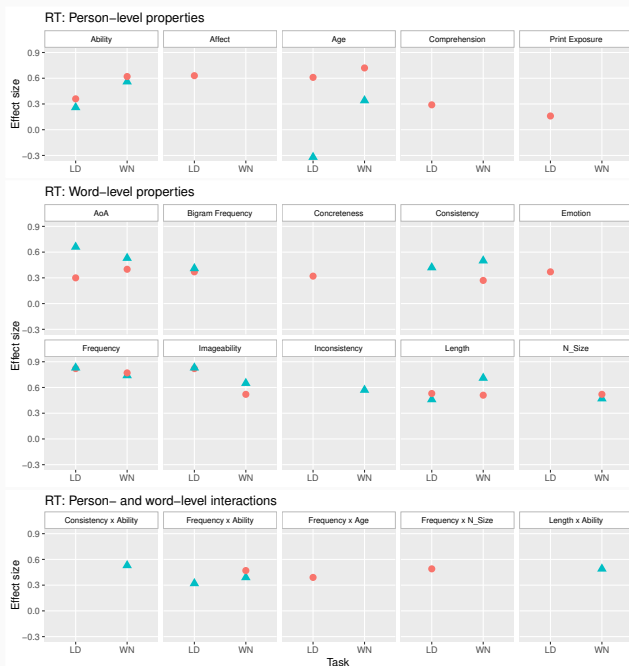 RT: Person−level properties
Ability Affect Age Comprehension Print Exposure
0.9
0.6
0.3
0.0
−0.3
Effect size
LD WN LD WN LD WN LD WN LD WN
RT: Word−level properties
AoA Bigram Frequency Concreteness Consistency Emotion
0.9
0.6
0.3
0.0
−0.3
Effect size
Frequency Imageability Inconsistency Length N_Size
0.9
0.6
0.3
0.0
−0.3
LD WN LD WN LD WN LD WN LD WN
RT: Person− and word−level interactions
Consistency x Ability Frequency x Ability Frequency x Age Frequency x N_Size Length x Ability
0.9
0.6
0.3
0.0
−0.3
Effect size
LD WN LD WN LD WN LD WN LD WN
Task